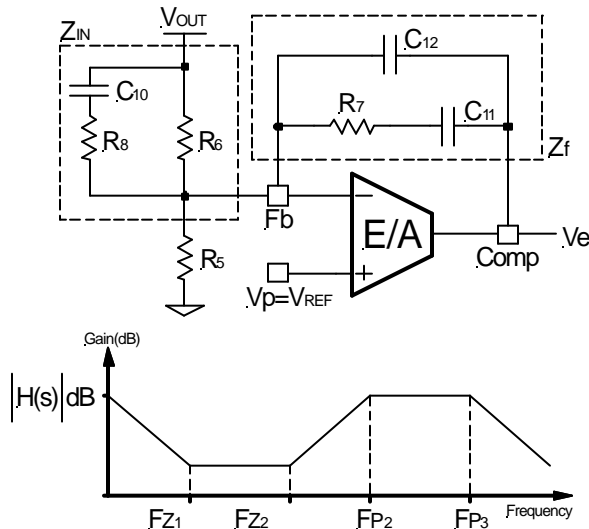 VOUT
ZIN
C12
C10
R7
C11
R8
R6
Zf
Fb
E/A
Ve
R5
Comp
Vp=VREF
Gain(dB)
|H(s)|dB
FZ1
FZ2
FP2
FP3
Frequency